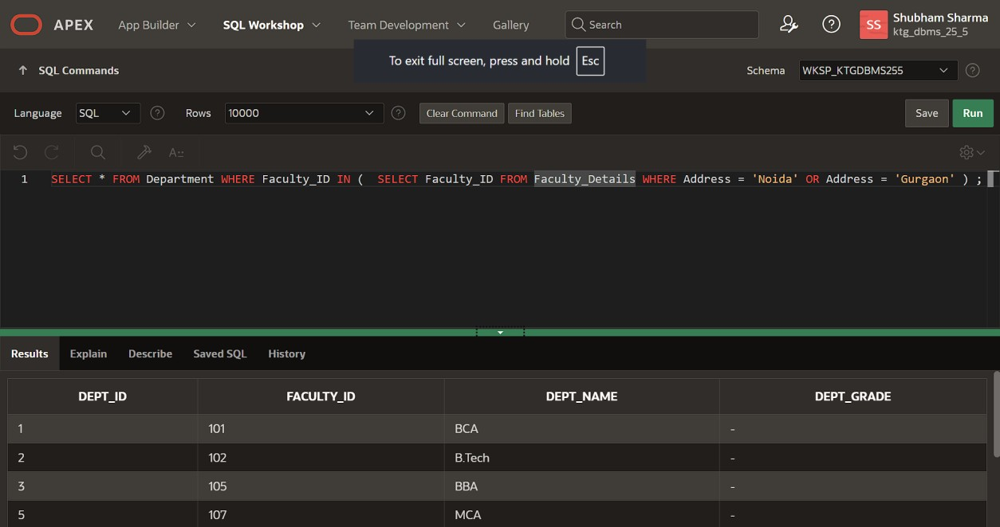 APEX App Builder SQL Workshop Team Development Gallery Search SS Shubham Sharma
ktg_dbms_25_5
To exit full screen, press and hold Esc
SQL Commands Schema WKSP_KTGDBMS255
Language SQL Rows 10000 Clear Command Find Tables Save Run
A::
1 SELECT * FROM Department WHERE Faculty_ID IN ( SELECT Faculty_ID FROM Faculty_Details WHERE Address = 'Noida' OR Address = 'Gurgaon' ) ;
Results Explain Describe Saved SQL History
DEPT_ID FACULTY_ID DEPT_NAME DEPT_GRADE
1 101 BCA -
2 102 B.Tech -
3 105 BBA -
5 107 MCA -